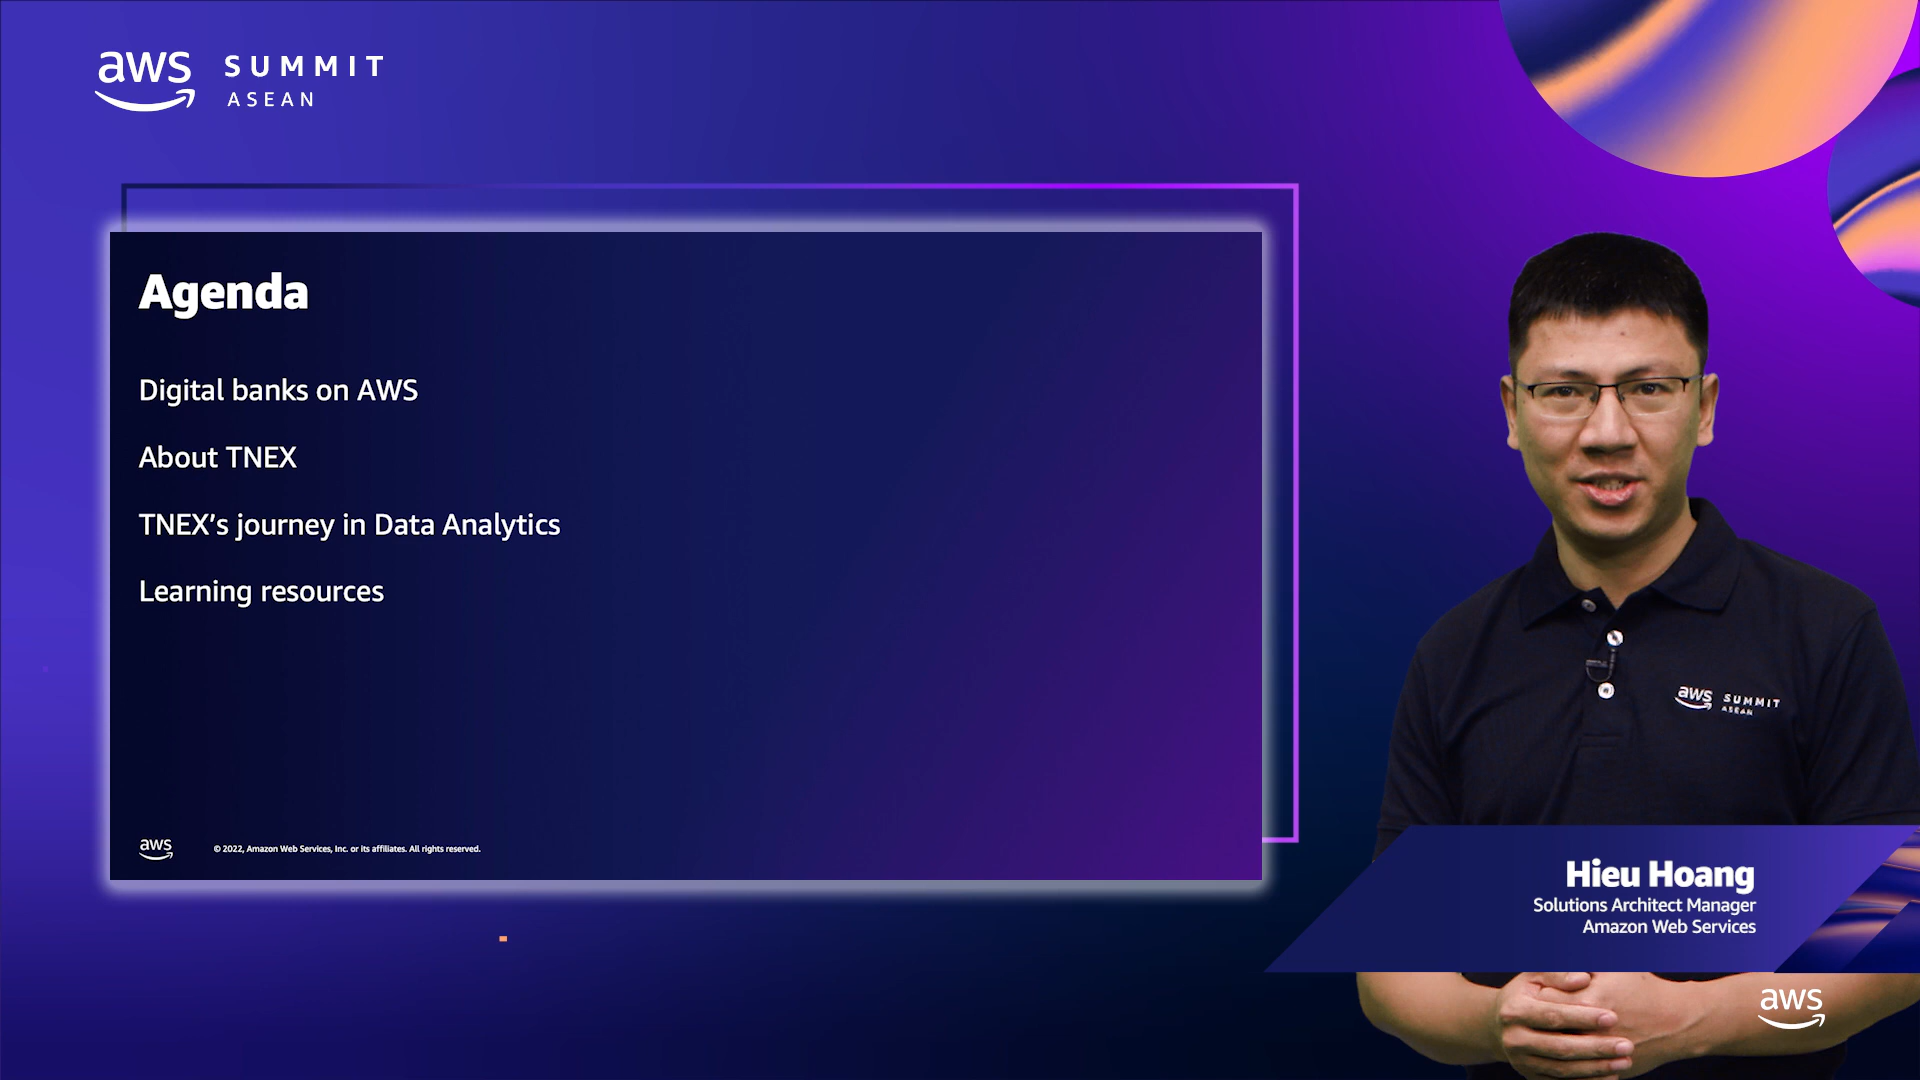 aws SUMMIT
ASEAN
Agenda
Digital banks on AWS
About TNEX
TNEX’s journey in Data Analytics
Learning resources
aws © 2022, Amazon Web Services, Inc. or its affiliates. All rights reserved.
aws SUMMIT
ASEAN
Hieu Hoang
Solutions Architect Manager
Amazon Web Services
aws